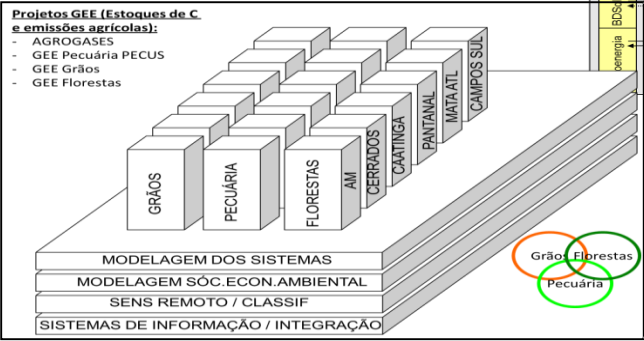 Projetos GEE (Estoques de C
e emissões agrícolas):
- AGROGASES
- GEE Pecuária PECUS
- GEE Grãos
- GEE Florestas
BDSol
CAMPOS SUL
MATA ATL
PANTANAL
CAATINGA
CERRADOS
AM
GRÃOS
PECUÁRIA
FLORESTAS
MODELAGEM DOS SISTEMAS
MODELAGEM SÓC.ECON.AMBIENTAL
SENS REMOTO / CLASSIF
SISTEMAS DE INFORMAÇÃO / INTEGRAÇÃO
Grãos Florestas
Pecuária